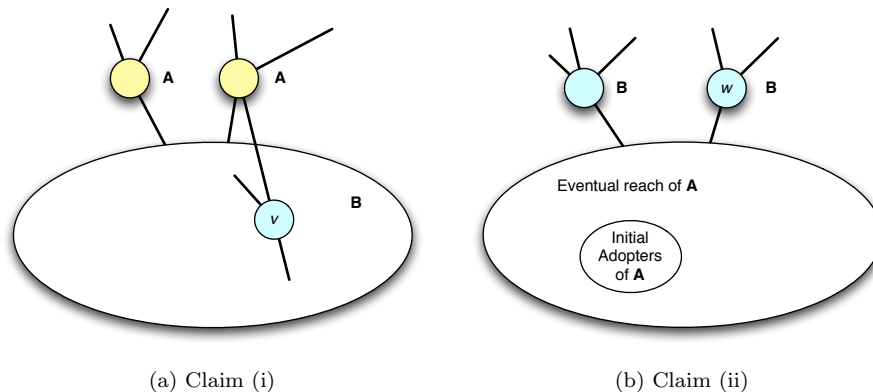 A
A
v
B
(a) Claim (i)
B
w
B
Eventual reach of A
Initial
Adopters
of A
(b) Claim (ii)